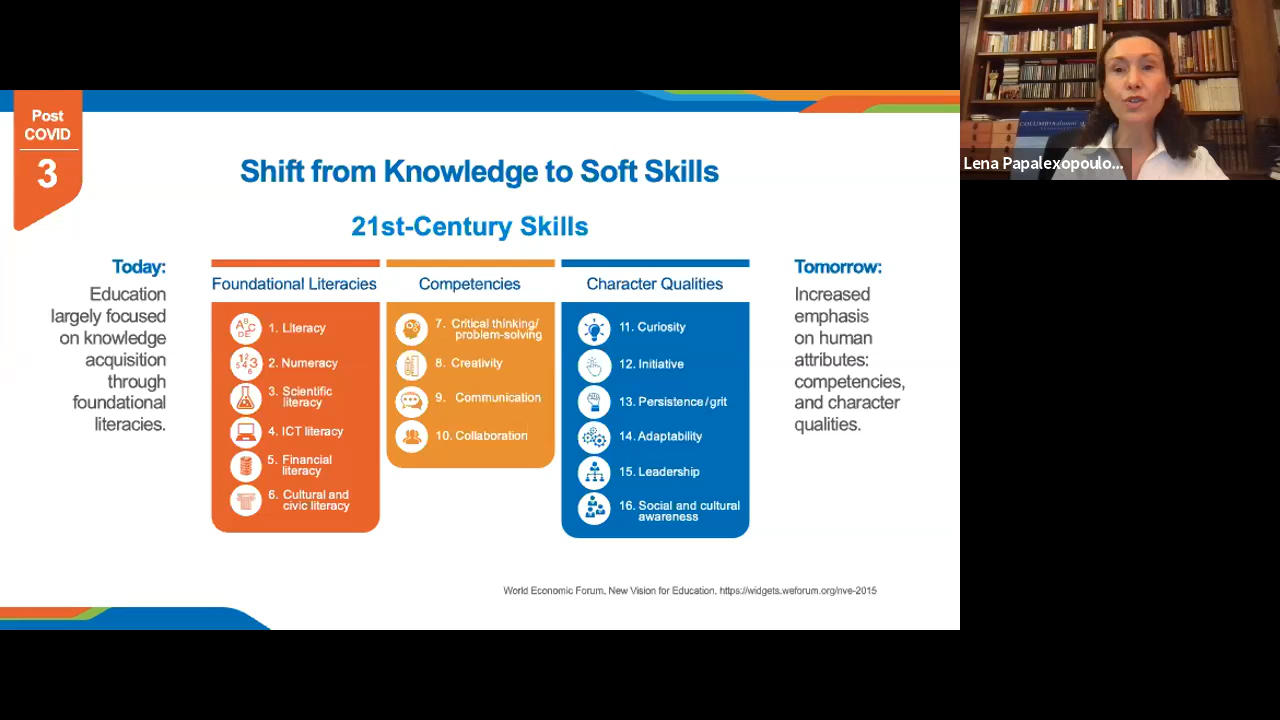 Post
COVID
3
Shift from Knowledge to Soft Skills
21st-Century Skills
Today:
Education
largely focused
on knowledge
acquisition
through
foundational
literacies.
Foundational Literacies
ABC
DE
1. Literacy
2. Numeracy
3. Scientific
literacy
4. ICT literacy
5. Financial
literacy
6. Cultural and
civic literacy
Competencies
7. Critical thinking/
problem-solving
8. Creativity
9. Communication
10. Collaboration
Character Qualities
11. Curiosity
12. Initiative
13. Persistence/grit
14. Adaptability
15. Leadership
16. Social and cultural
awareness
Tomorrow:
Increased
emphasis
on human
attributes:
competencies,
and character
qualities.
World Economic Forum, New Vision for Education, https://widgets.weforum.org/nve-2015
Lena Papalexopoulo...